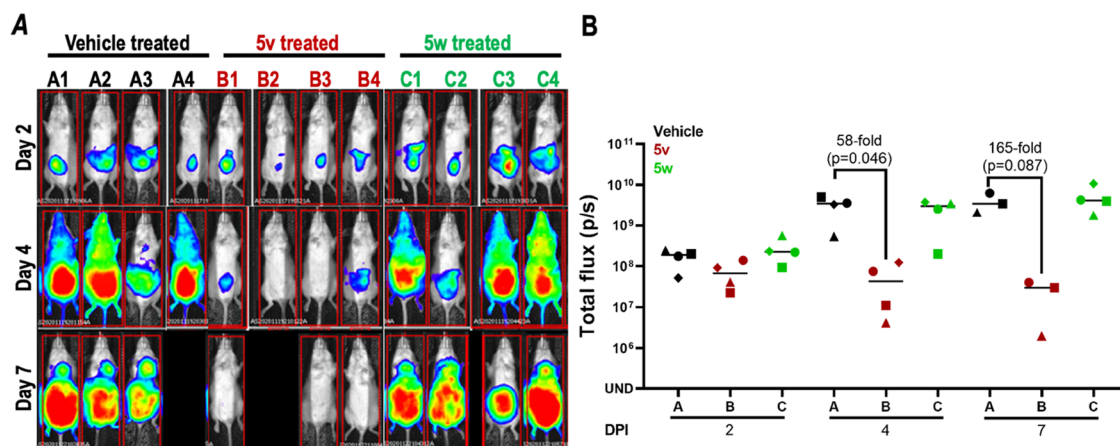 A
Vehicle treated
5v treated
5w treated
A1 A2 A3 A4 B1 B2 B3 B4 C1 C2 C3 C4
Day 2
Day 4
Day 7
B
Vehicle
5v
5w
58-fold
(p=0.046)
165-fold
(p=0.087)
Total flux (p/s)
10¹¹
10¹⁰
10⁹
10⁸
10⁷
10⁶
UND
A B C A B C A B C
DPI 2 4 7